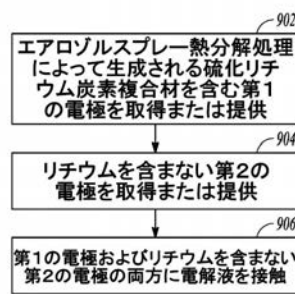 902
エアロゾルスプレー熱分解処理
によって生成される硫化リチ
ウム炭素複合材を含む第1
の電極を取得または提供
904
リチウムを含まない第2の
電極を取得または提供
906
第1の電極およびリチウムを含まない
第2の電極の両方に電解液を接触